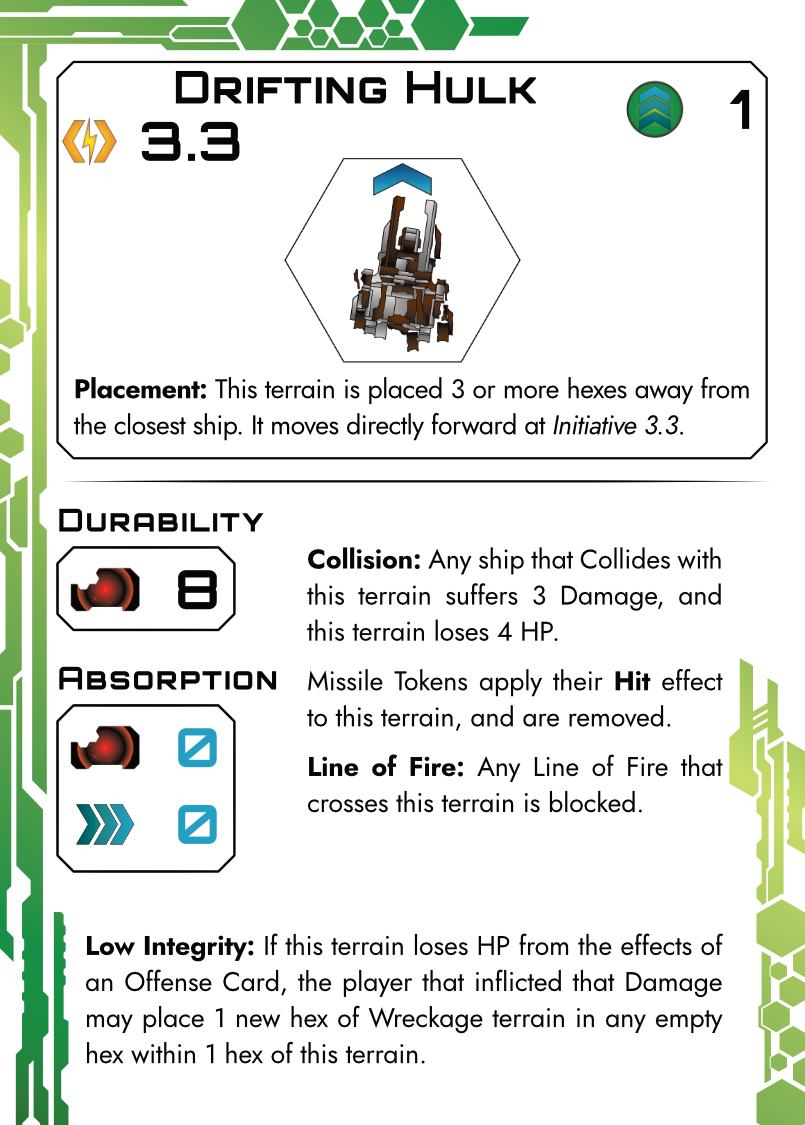 Drifting Hulk
1
3.3
Placement: This terrain is placed 3 or more hexes away from
the closest ship. It moves directly forward at Initiative 3.3.
Durability
8
Absorption
0
0
Collision: Any ship that Collides with
this terrain suffers 3 Damage, and
this terrain loses 4 HP.
Missile Tokens apply their Hit effect
to this terrain, and are removed.
Line of Fire: Any Line of Fire that
crosses this terrain is blocked.
Low Integrity: If this terrain loses HP from the effects of
an Offense Card, the player that inflicted that Damage
may place 1 new hex of Wreckage terrain in any empty
hex within 1 hex of this terrain.